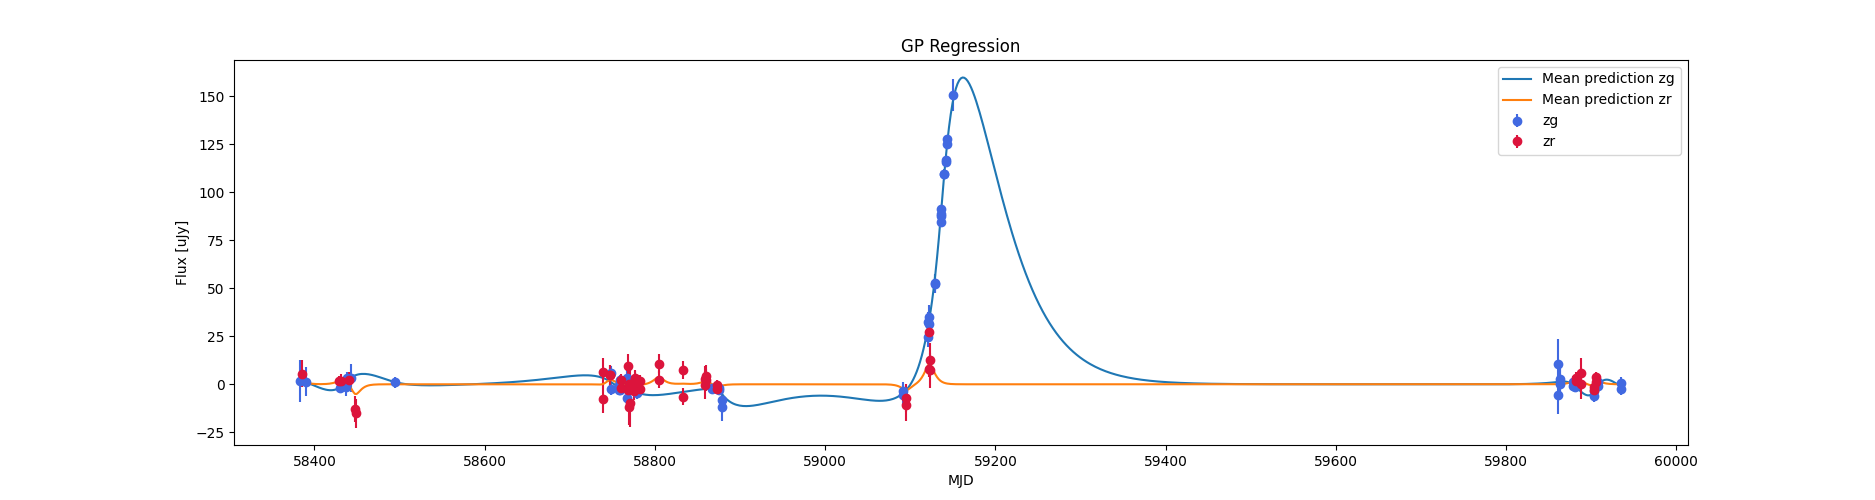 GP Regression
Flux [uJy]
150
125
100
75
50
25
0
−25
58400
58600
58800
59000
59200
59400
59600
59800
60000
MJD
Mean prediction zg
Mean prediction zr
zg
zr